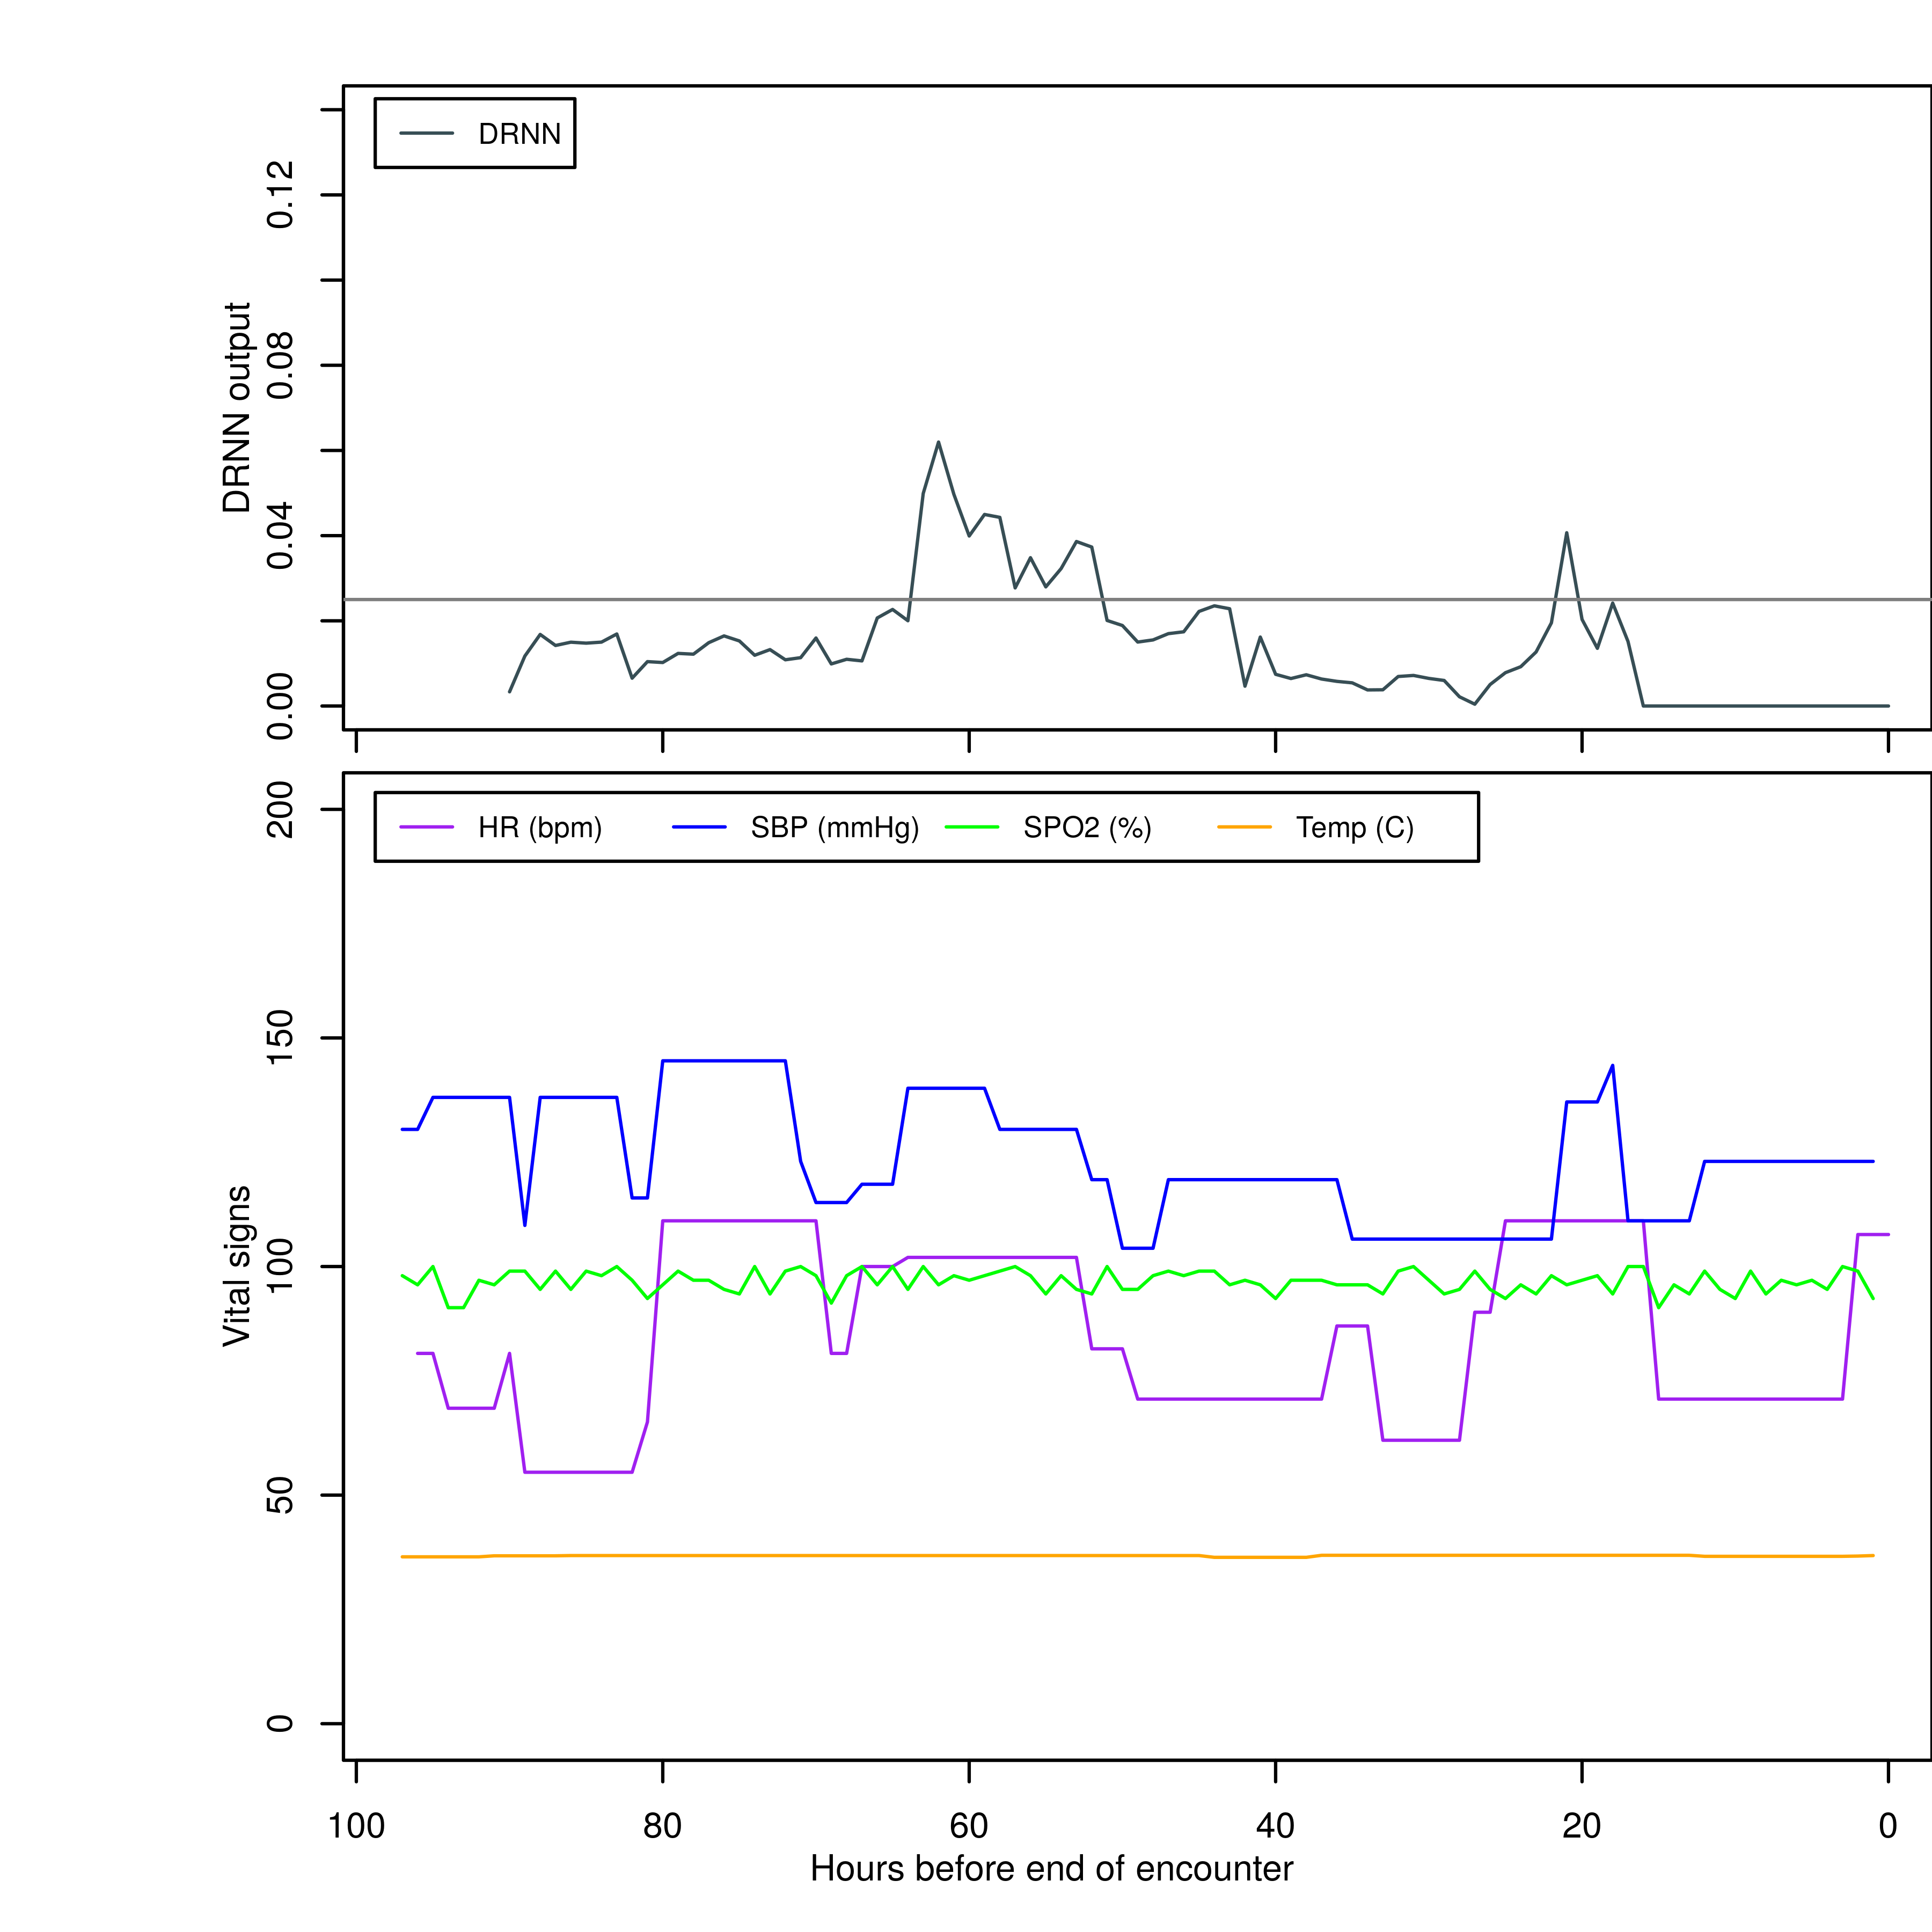 DRNN
DRNN output
0.12
0.08
0.04
0.00
HR (bpm) SBP (mmHg) SPO2 (%) Temp (C)
Vital signs
200
150
100
50
0
100 80 60 40 20 0
Hours before end of encounter